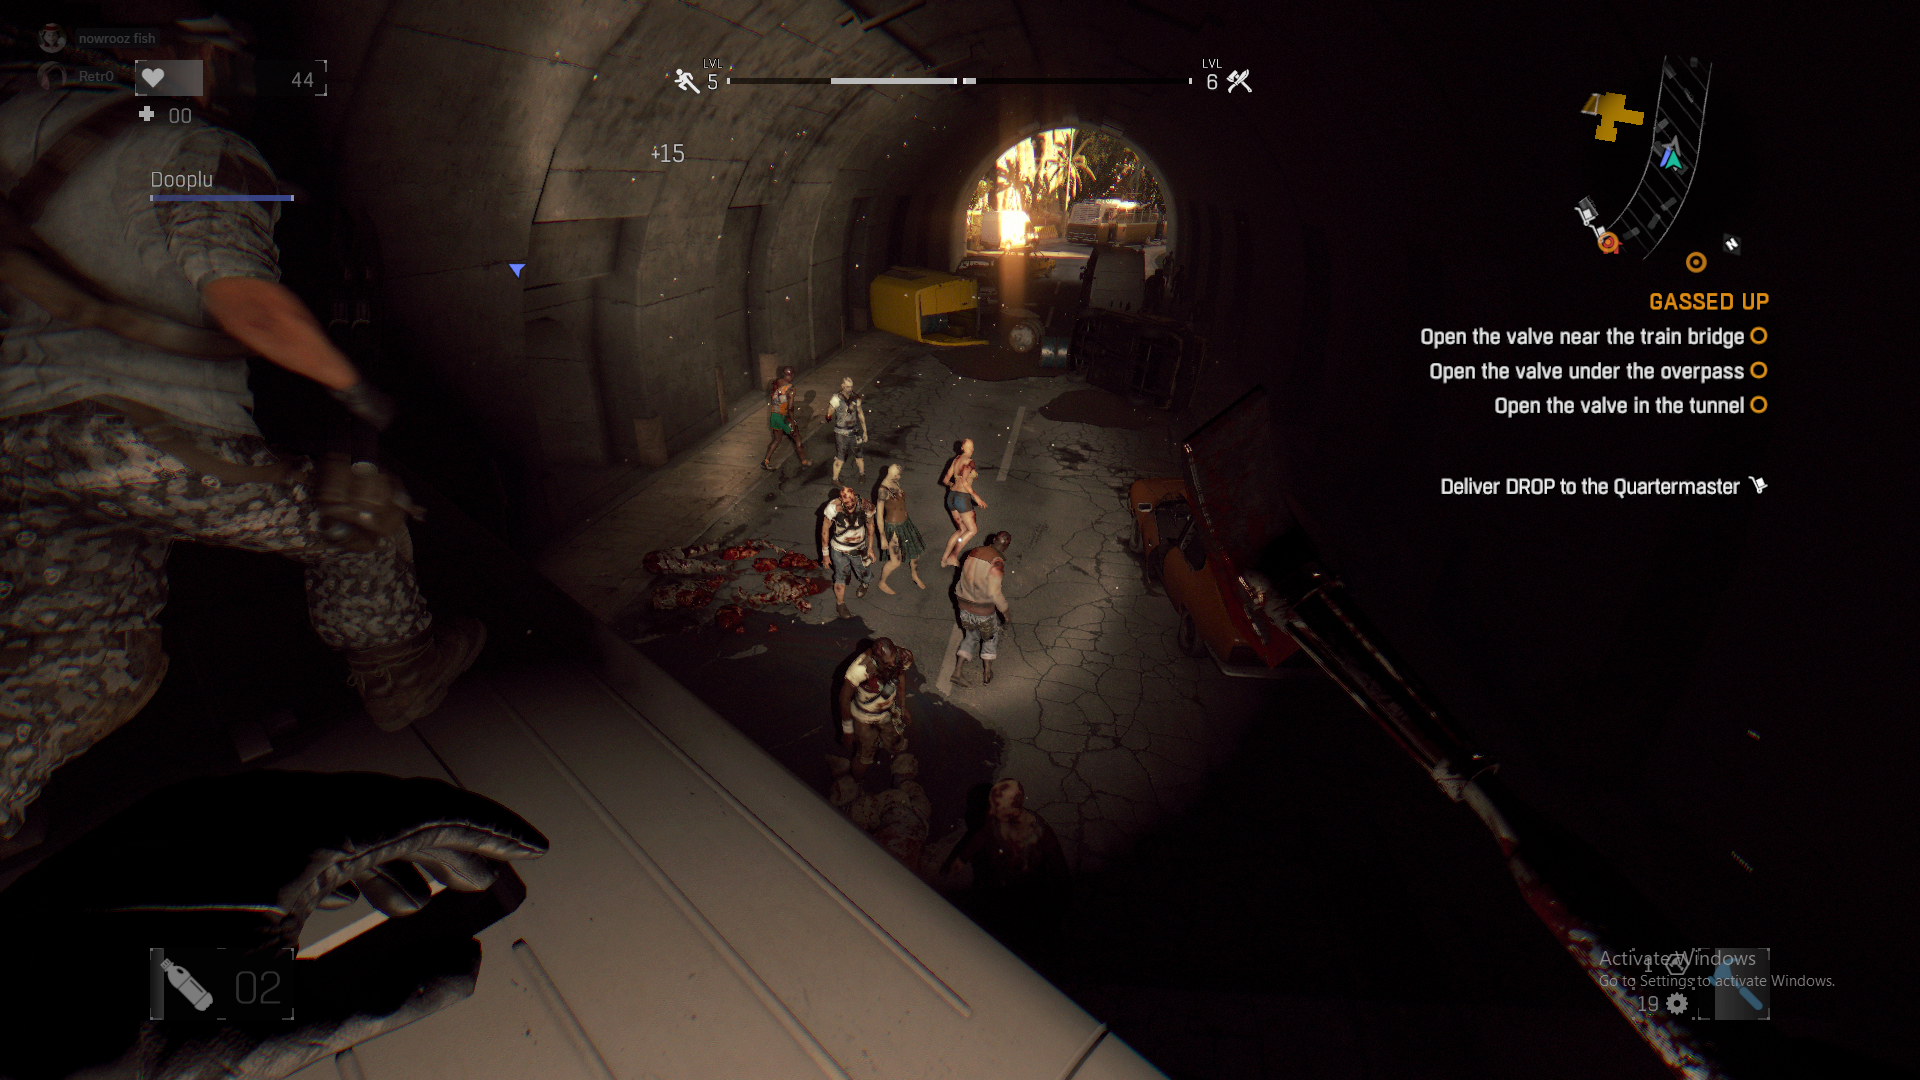 nowrooz fish
Retr0
44
00
Dooplu
+15
LVL
5
LVL
6
N
GASSED UP
Open the valve near the train bridge
Open the valve under the overpass
Open the valve in the tunnel
Deliver DROP to the Quartermaster
02
Activate Windows
1
Go to Settings to activate Windows.
19